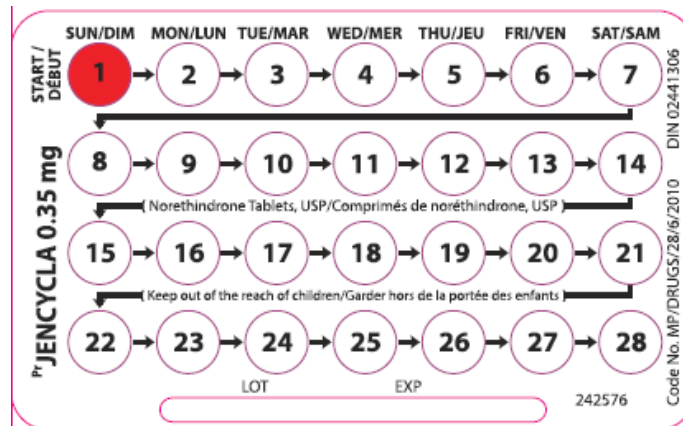 SUN/DIM MON/LUN TUE/MAR WED/MER THU/JEU FRI/VEN SAT/SAM
START /
DÉBUT
1 2 3 4 5 6 7
8 9 10 11 12 13 14
( Norethindrone Tablets, USP/Comprimés de noréthindrone, USP )
15 16 17 18 19 20 21
( Keep out of the reach of children/Garder hors de la portée des enfants )
22 23 24 25 26 27 28
LOT EXP
242576
Pr JENCYCLA 0.35 mg
Code No. MP/DRUGS/28/6/2010 DIN 02441306